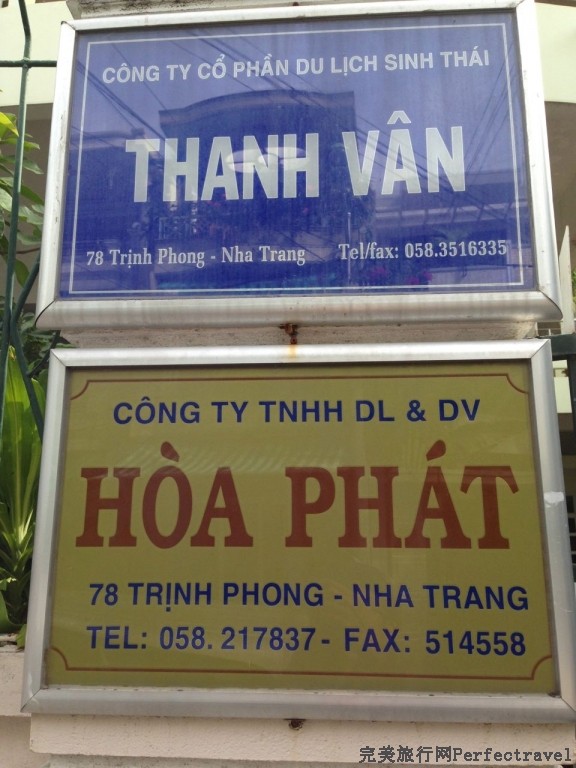 CÔNG TY CỔ PHẦN DU LỊCH SINH THÁI
THANH VÂN
78 Trịnh Phong - Nha Trang Tel/fax: 058.3516335
CÔNG TY TNHH DL & DV
HÒA PHÁT
78 TRỊNH PHONG - NHA TRANG
TEL: 058. 217837- FAX: 514558
完美旅行网Perfectravel